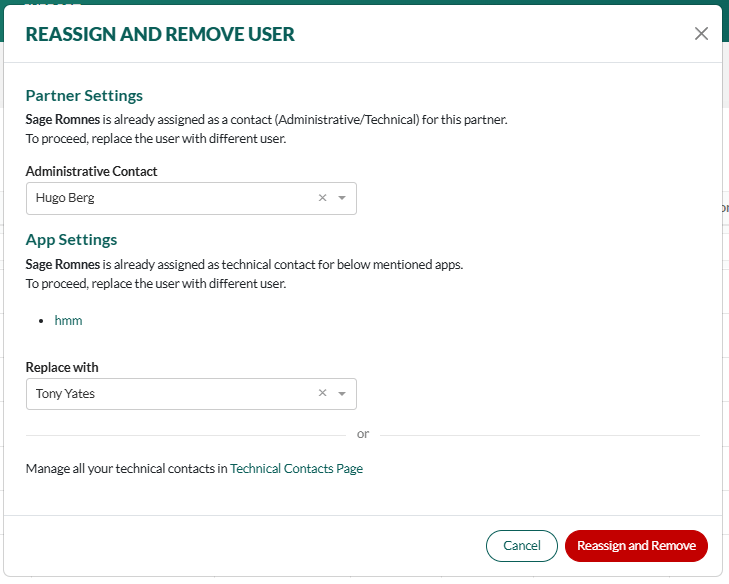 REASSIGN AND REMOVE USER
Partner Settings
Sage Romnes is already assigned as a contact (Administrative/Technical) for this partner.
To proceed, replace the user with different user.
Administrative Contact
Hugo Berg
App Settings
Sage Romnes is already assigned as technical contact for below mentioned apps.
To proceed, replace the user with different user.
• hmm
Replace with
Tony Yates
or
Manage all your technical contacts in Technical Contacts Page
Cancel
Reassign and Remove